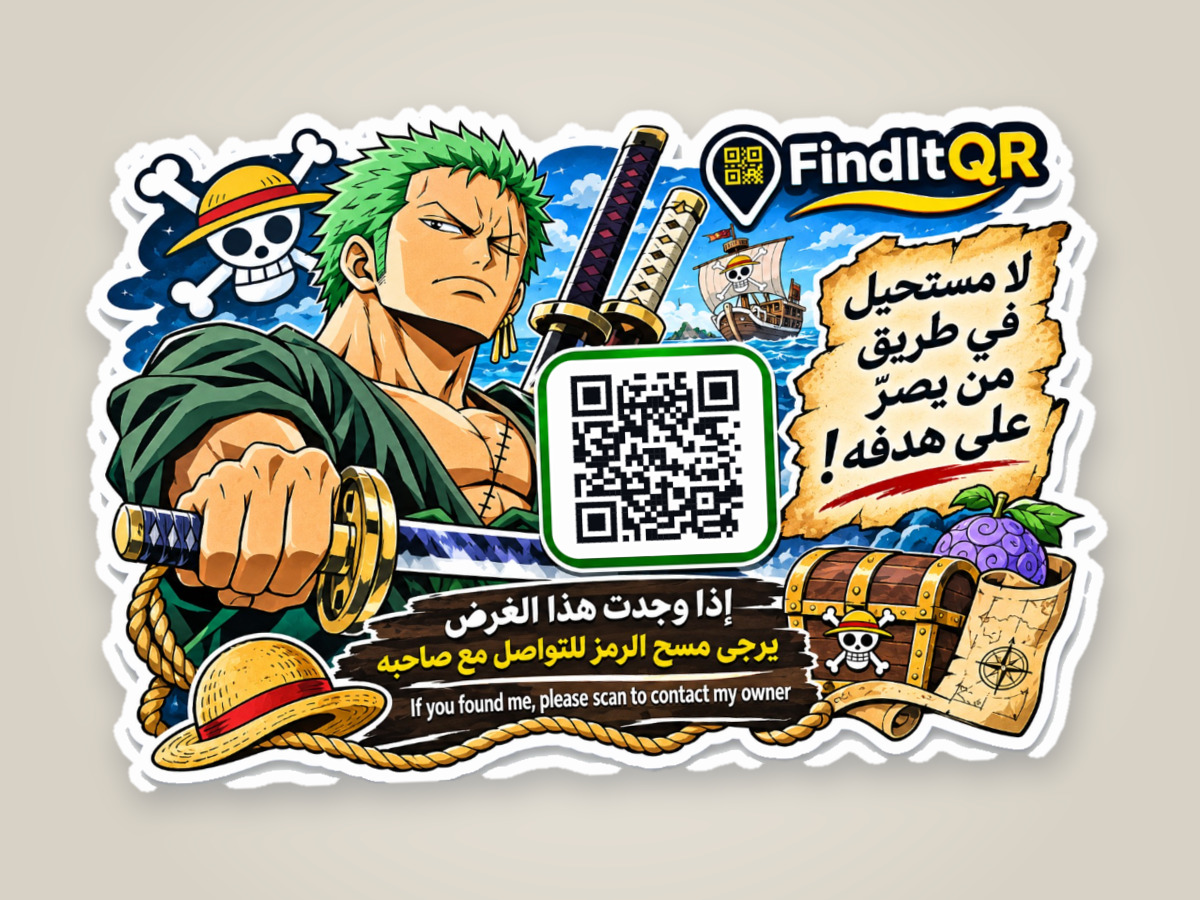 FindItQR
لا مستحيل
في طريق
من يصرّ
على هدفه!
إذا وجدت هذا الغرض
يرجى مسح الرمز للتواصل مع صاحبه
If you found me, please scan to contact my owner